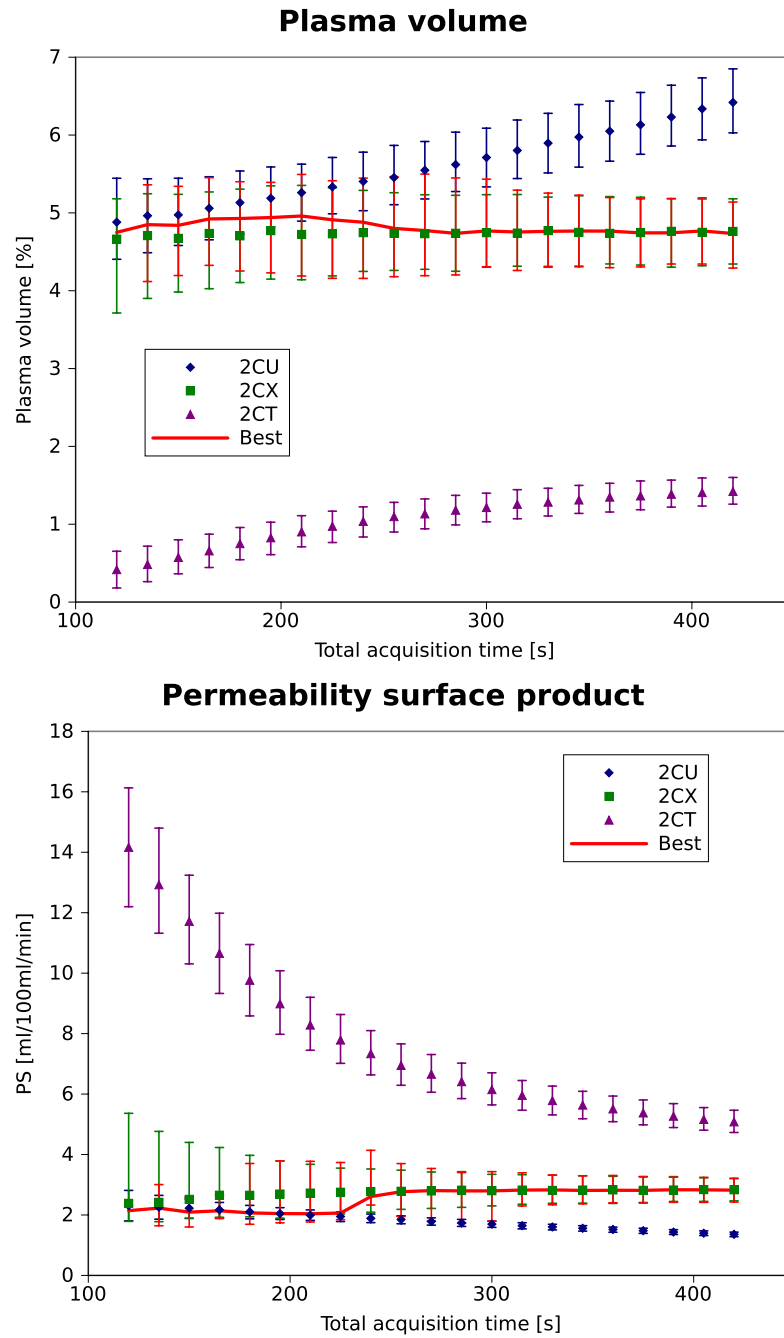 Plasma volume
7
6
5
4
3
2
1
0
Plasma volume [%]
2CU
2CX
2CT
Best
100 200 300 400
Total acquisition time [s]
Permeability surface product
18
16
14
12
10
8
6
4
2
0
PS [ml/100ml/min]
2CU
2CX
2CT
Best
100 200 300 400
Total acquisition time [s]